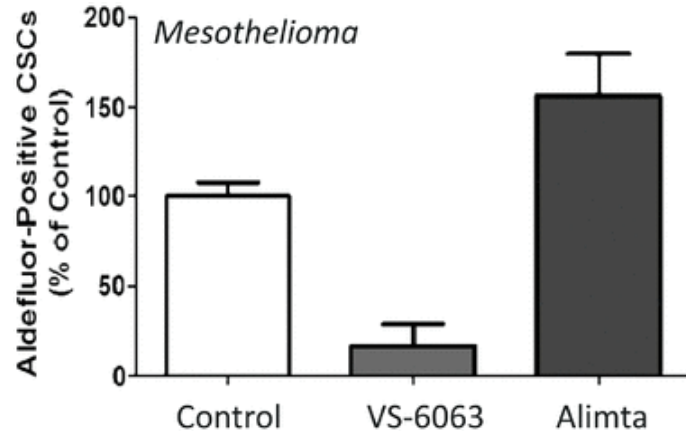 Mesothelioma
Aldefluor-Positive CSCs
(% of Control)
200
150
100
50
0
Control VS-6063 Alimta